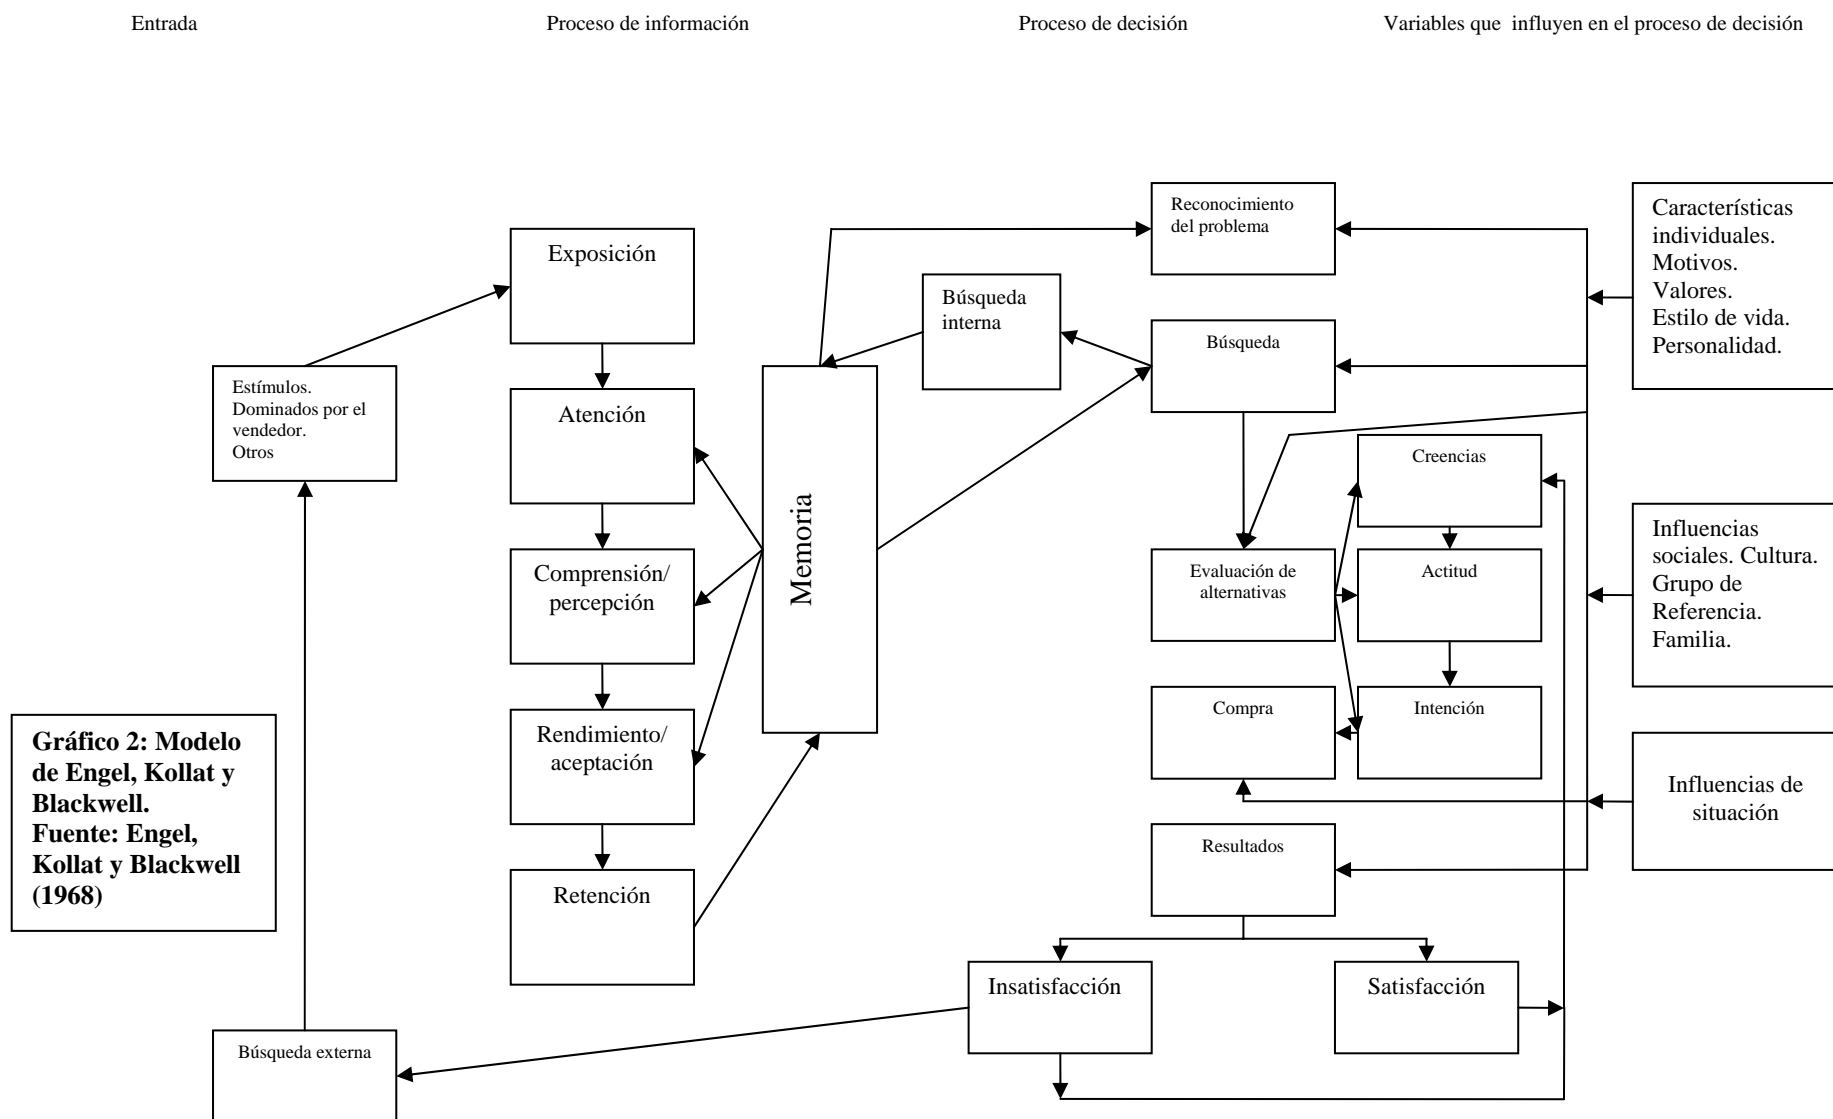 Entrada
Proceso de información
Proceso de decisión
Variables que  influyen en el proceso de decisión
Exposición
Atención
Comprensión/
percepción
Rendimiento/
aceptación
Retención
Estímulos.
Dominados por el
vendedor.
Otros
Gráfico 2: Modelo
de Engel, Kollat y
Blackwell.
Fuente: Engel,
Kollat y Blackwell
(1968)
Búsqueda externa
Memoria
Búsqueda
interna
Reconocimiento
del problema
Búsqueda
Evaluación de
alternativas
Creencias
Actitud
Intención
Compra
Resultados
Insatisfacción
Satisfacción
Características
individuales.
Motivos.
Valores.
Estilo de vida.
Personalidad.
Influencias
sociales. Cultura.
Grupo de
Referencia.
Familia.
Influencias de
situación